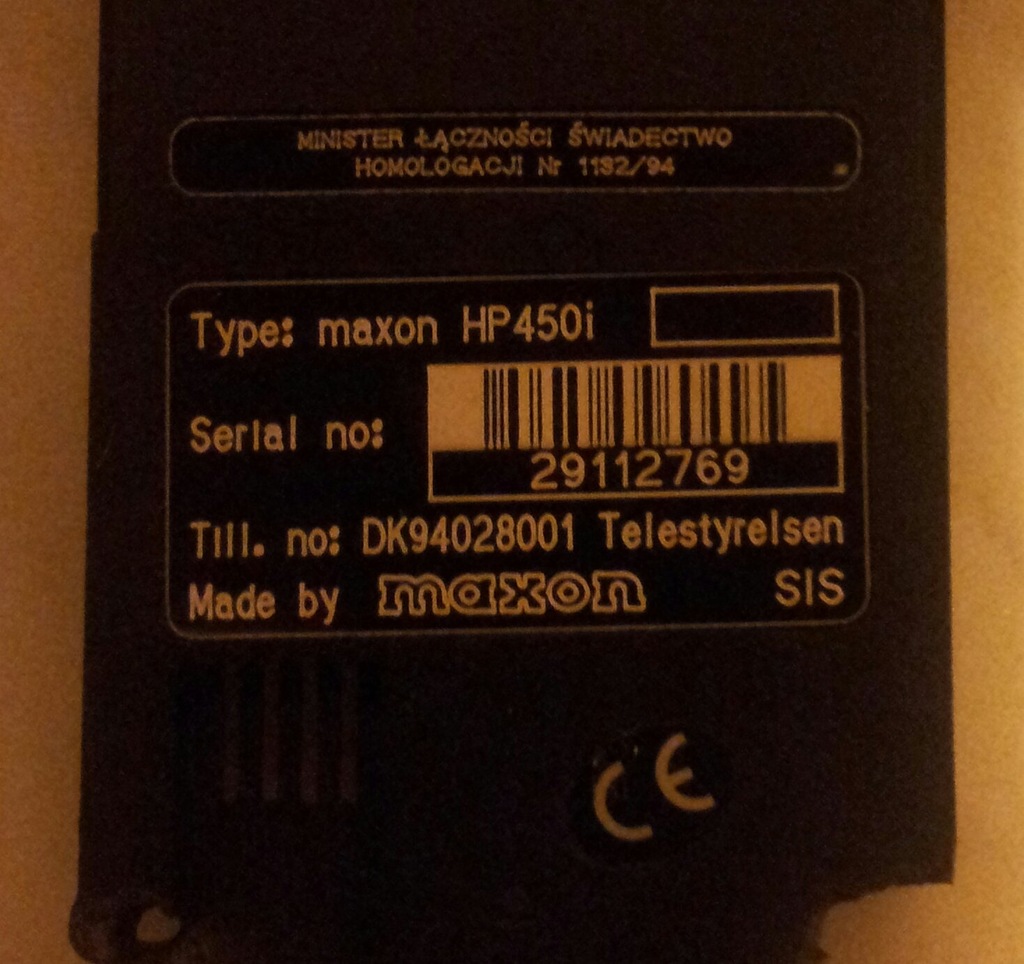 MINISTER ŁĄCZNOŚCI ŚWIADECTWO
HOMOLOGACJI Nr 1132/94
Type: maxon HP450i
Serial no:
29112769
Till. no: DK94028001 Telestyrelsen
Made by maxon SIS
CE